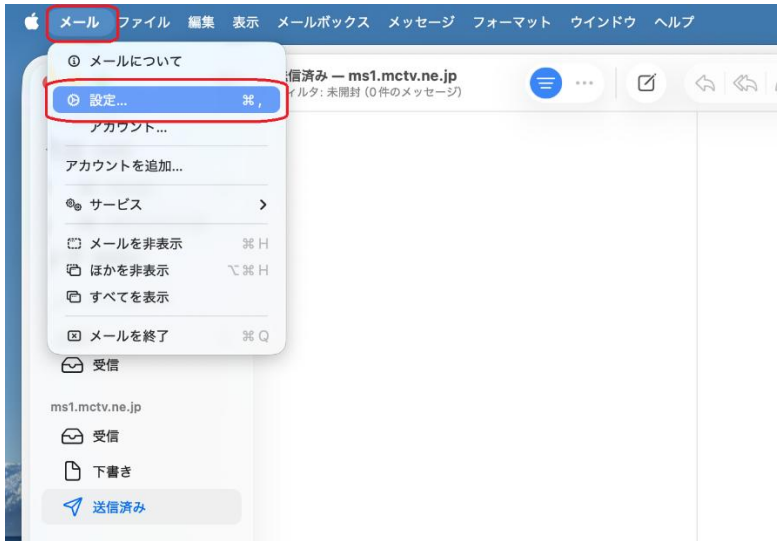 メール ファイル 編集 表示 メールボックス メッセージ フォーマット ウインドウ ヘルプ
メールについて
設定... ⌘ ,
アカウント...
アカウントを追加...
サービス
メールを非表示 ⌘ H
ほかを非表示 ⌥ ⌘ H
すべてを表示
メールを終了 ⌘ Q
信済み — ms1.mctv.ne.jp
ィルタ: 未開封 (0 件のメッセージ)
受信
ms1.mctv.ne.jp
受信
下書き
送信済み